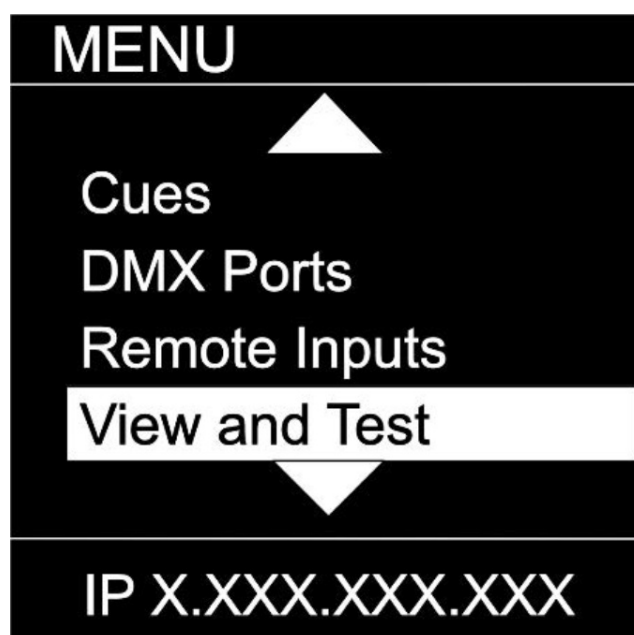 MENU
Cues
DMX Ports
Remote Inputs
View and Test
IP X.XXX.XXX.XXX